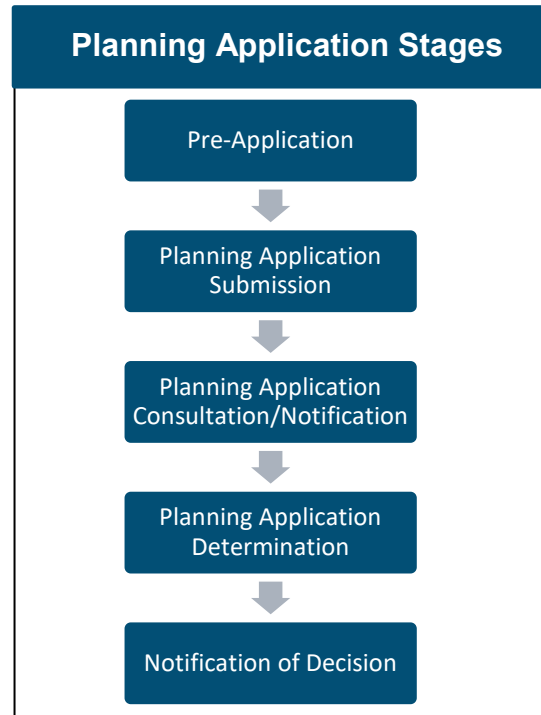 Planning Application Stages
Pre-Application
Planning Application
Submission
Planning Application
Consultation/Notification
Planning Application
Determination
Notification of Decision